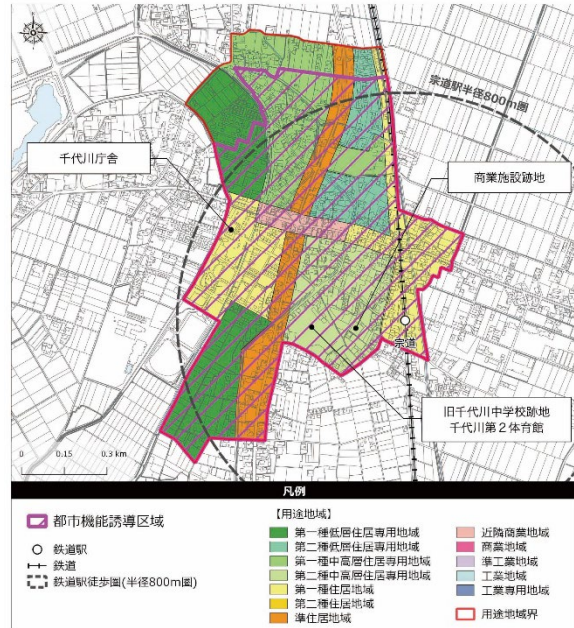 宗道駅半径800m圏
千代川庁舎
商業施設跡地
宗道
旧千代川中学校跡地
千代川第2体育館
0 0.15 0.3 km
凡例
都市機能誘導区域
鉄道駅
鉄道
鉄道駅徒歩圏(半径800m圏)
【用途地域】
第一種低層住居専用地域
第二種低層住居専用地域
第一種中高層住居専用地域
第二種中高層住居専用地域
第一種住居地域
第二種住居地域
準住居地域
近隣商業地域
商業地域
準工業地域
工業地域
工業専用地域
用途地域界